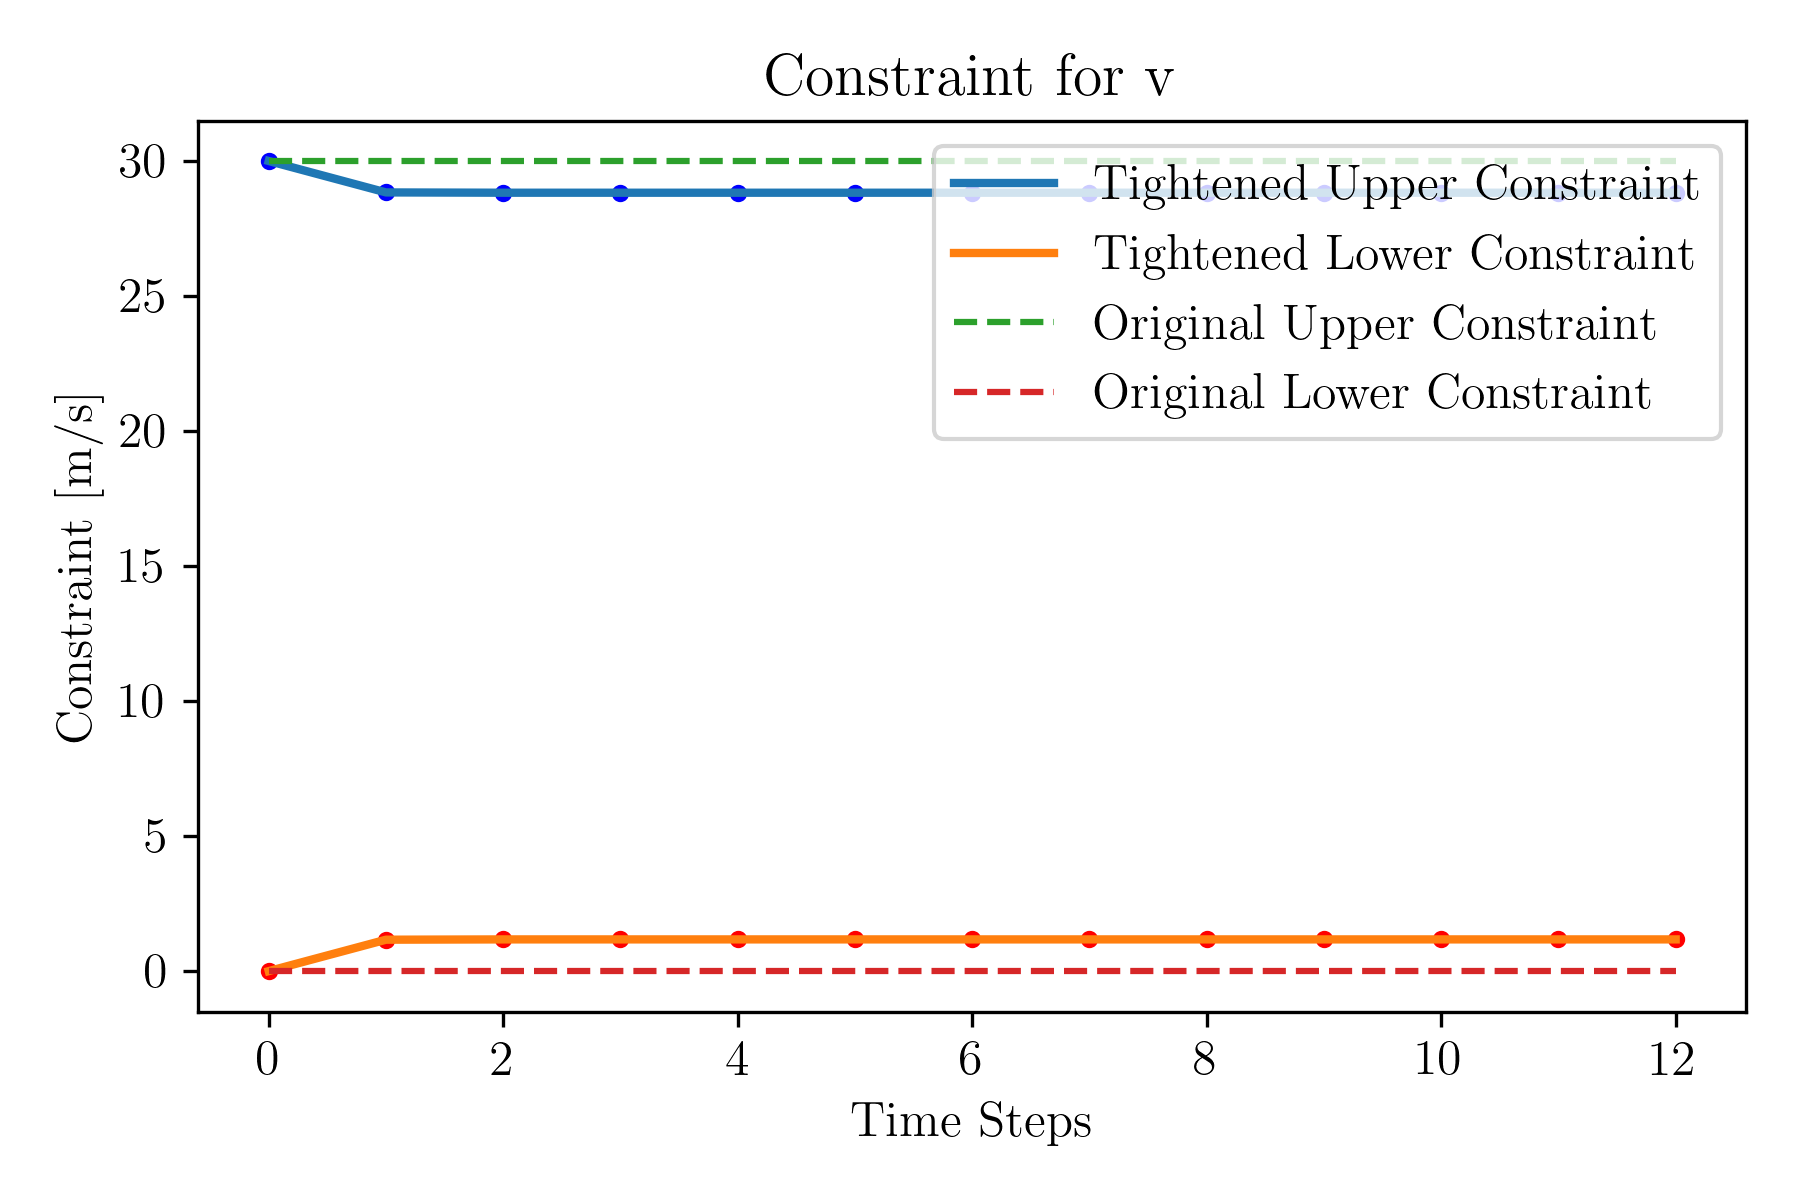 Constraint for v
30
25
20
15
10
5
0
Constraint [m/s]
Tightened Upper Constraint
Tightened Lower Constraint
Original Upper Constraint
Original Lower Constraint
0 2 4 6 8 10 12
Time Steps